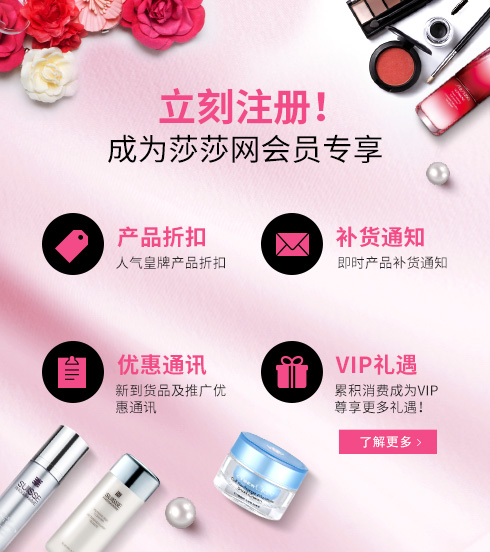 立刻注册！
成为莎莎网会员专享
产品折扣
人气皇牌产品折扣
补货通知
即时产品补货通知
优惠通讯
新到货品及推广优
惠通讯
VIP礼遇
累积消费成为VIP
尊享更多礼遇！
了解更多 >
SUISSE
SUISSE